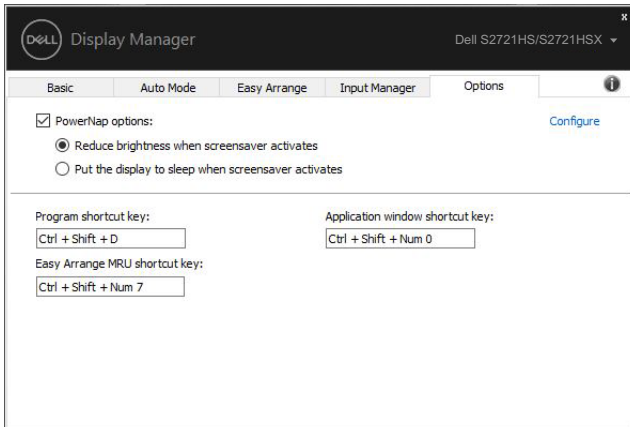 x
DELL Display Manager
Dell S2721HS/S2721HSX
Basic Auto Mode Easy Arrange Input Manager Options i
PowerNap options: Configure
Reduce brightness when screensaver activates
Put the display to sleep when screensaver activates
Program shortcut key: Application window shortcut key:
Ctrl + Shift + D Ctrl + Shift + Num 0
Easy Arrange MRU shortcut key:
Ctrl + Shift + Num 7